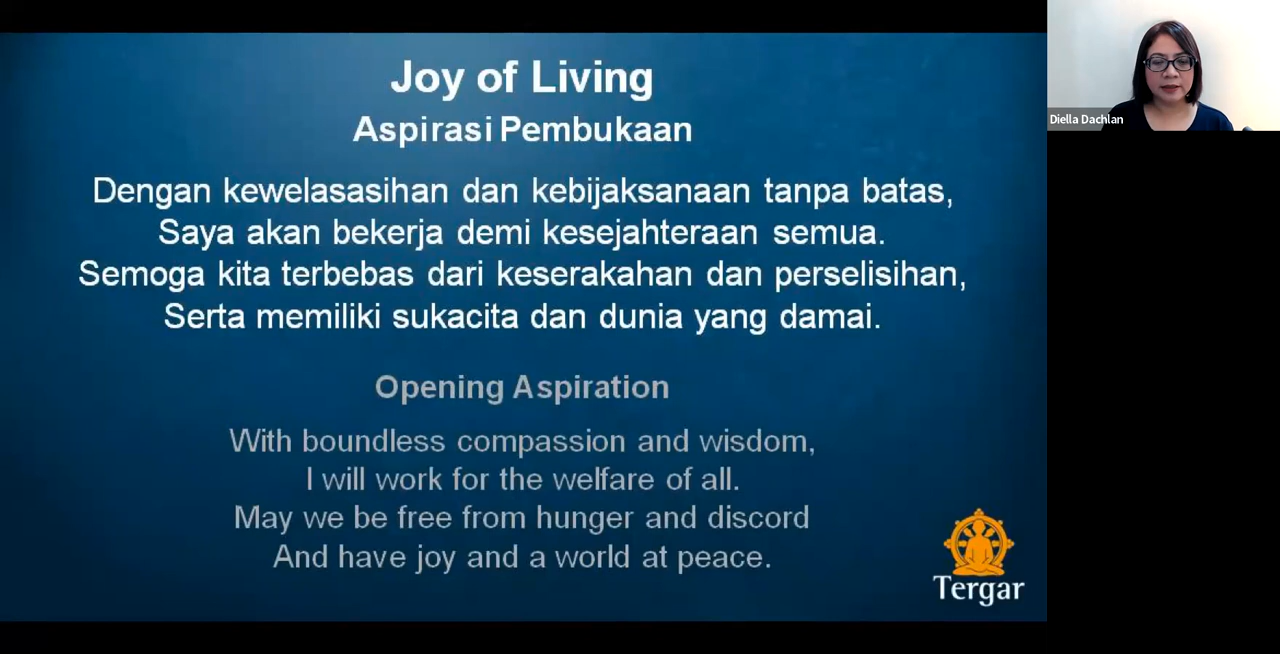 Joy of Living
Aspirasi Pembukaan
Dengan kewelasasihan dan kebijaksanaan tanpa batas,
Saya akan bekerja demi kesejahteraan semua.
Semoga kita terbebas dari keserakahan dan perselisihan,
Serta memiliki sukacita dan dunia yang damai.
Opening Aspiration
With boundless compassion and wisdom,
I will work for the welfare of all.
May we be free from hunger and discord
And have joy and a world at peace.
Tergar
Diella Dachlan